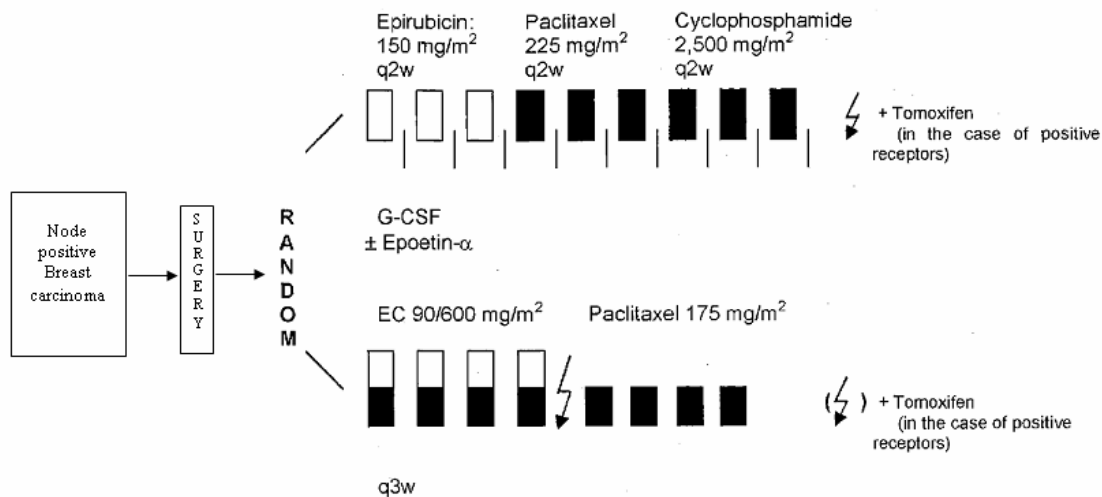 Epirubicin:
150 mg/m²
q2w
Paclitaxel
225 mg/m²
q2w
Cyclophosphamide
2,500 mg/m²
q2w
+ Tomoxifen
(in the case of positive
receptors)
Node
positive
Breast
carcinoma
SURGERY
RANDOM
G-CSF
± Epoetin-α
EC 90/600 mg/m²
Paclitaxel 175 mg/m²
( ) + Tomoxifen
(in the case of positive
receptors)
q3w